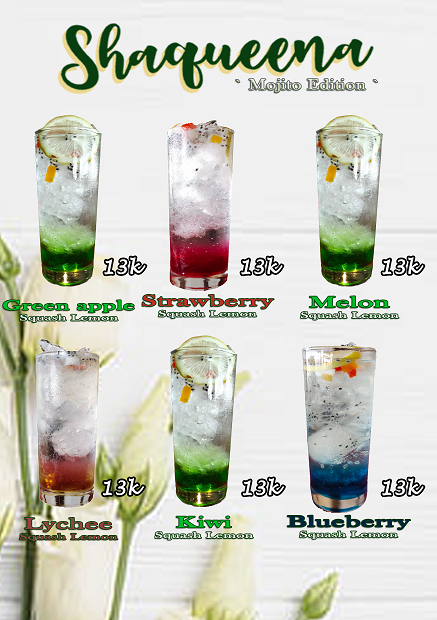 Shaqueena
` Mojito Edition `
13k 13k 13k
Green apple Strawberry Melon
Squash Lemon Squash Lemon Squash Lemon
13k 13k 13k
Lychee Kiwi Blueberry
Squash Lemon Squash Lemon Squash Lemon